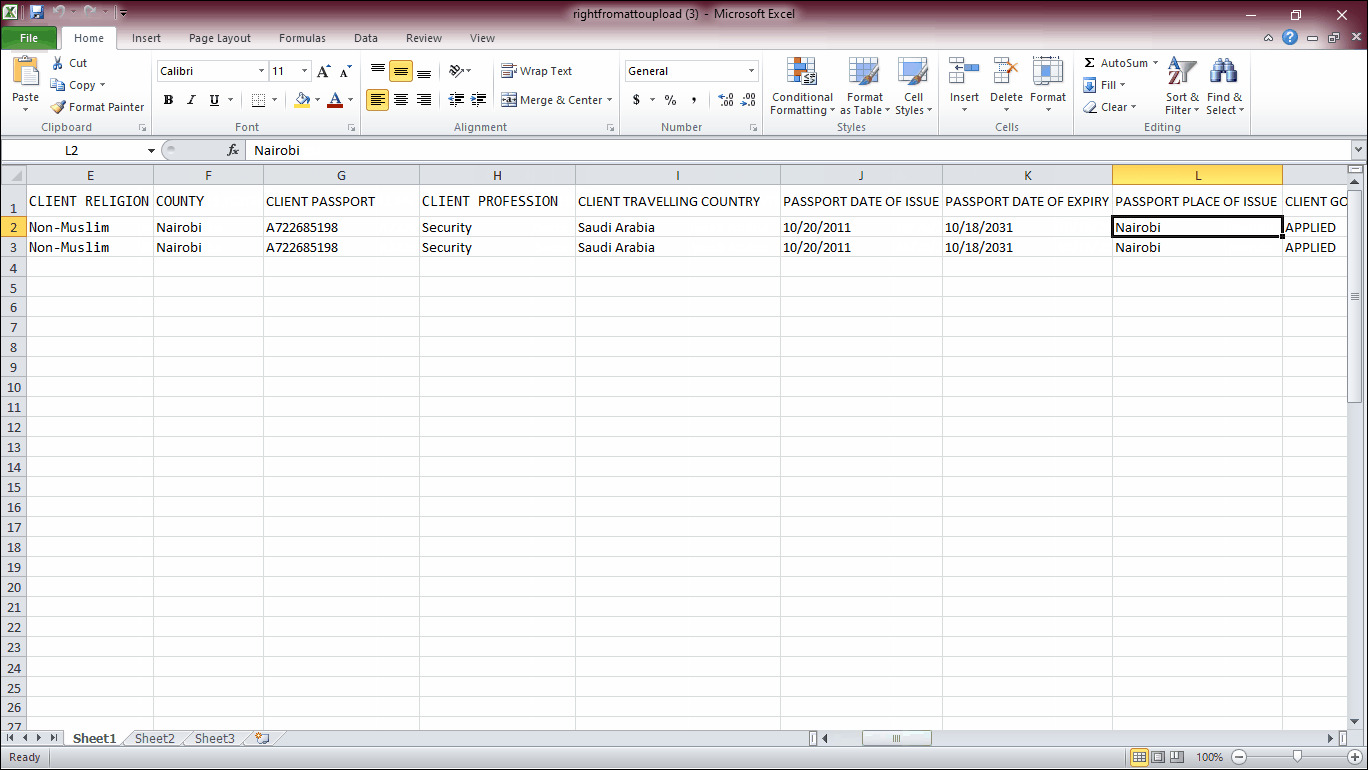 rightfromattoupload (3) - Microsoft Excel
File Home Insert Page Layout Formulas Data Review View
Paste Cut Copy Format Painter
Calibri 11 A A
B I U A
Wrap Text
Merge & Center
General
$ % , .00 .0
Conditional Formatting Format as Table Cell Styles
Insert Delete Format
Σ AutoSum Fill Clear
Sort & Filter Find & Select
Clipboard Font Alignment Number Styles Cells Editing
L2 fx Nairobi
E F G H I J K L
1 CLIENT RELIGION COUNTY CLIENT PASSPORT CLIENT PROFESSION CLIENT TRAVELLING COUNTRY PASSPORT DATE OF ISSUE PASSPORT DATE OF EXPIRY PASSPORT PLACE OF ISSUE CLIENT GO
2 Non-Muslim Nairobi A722685198 Security Saudi Arabia 10/20/2011 10/18/2031 Nairobi APPLIED
3 Non-Muslim Nairobi A722685198 Security Saudi Arabia 10/20/2011 10/18/2031 Nairobi APPLIED
4
5
6
7
8
9
10
11
12
13
14
15
16
17
18
19
20
21
22
23
24
25
26
27
Sheet1 Sheet2 Sheet3
Ready 100%